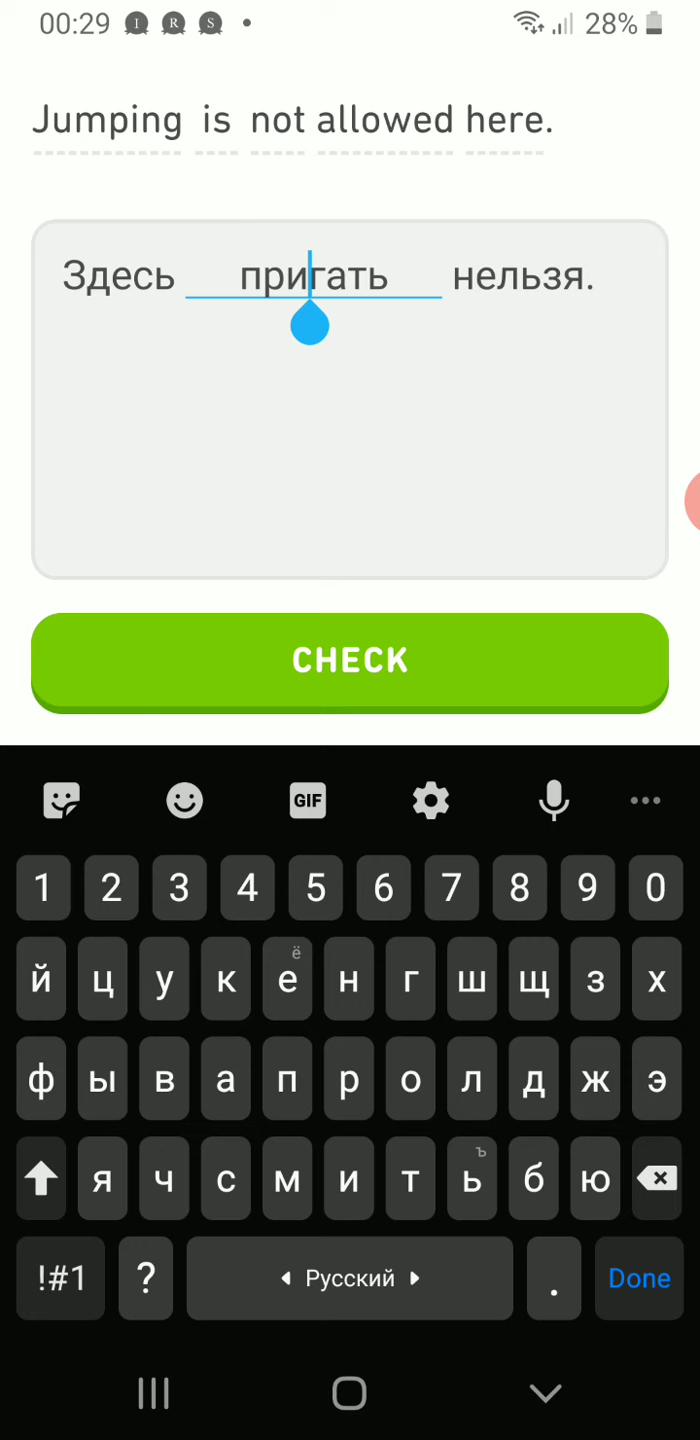 00:29 I R S 28%
Jumping is not allowed here.
Здесь пригать нельзя.
CHECK
GIF
1 2 3 4 5 6 7 8 9 0
ё
й ц у к е н г ш щ з х
ф ы в а п р о л д ж э
ъ
я ч с м и т ь б ю
!#1 ? Русский . Done